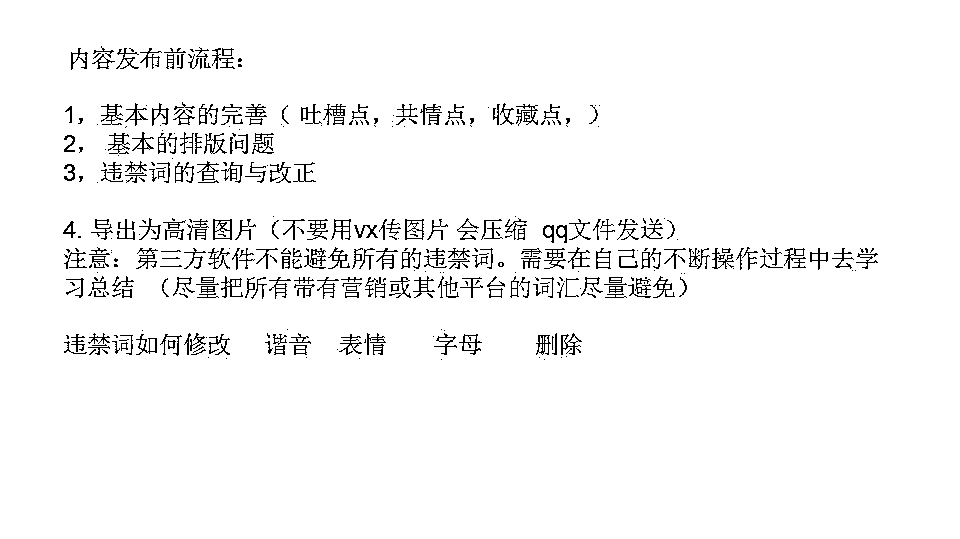 内容发布前流程：
1，基本内容的完善（ 吐槽点，共情点，收藏点，）
2， 基本的排版问题
3，违禁词的查询与改正
4. 导出为高清图片（不要用vx传图片 会压缩  qq文件发送）
注意：第三方软件不能避免所有的违禁词。需要在自己的不断操作过程中去学
习总结 （尽量把所有带有营销或其他平台的词汇尽量避免）
违禁词如何修改   谐音   表情    字母    删除